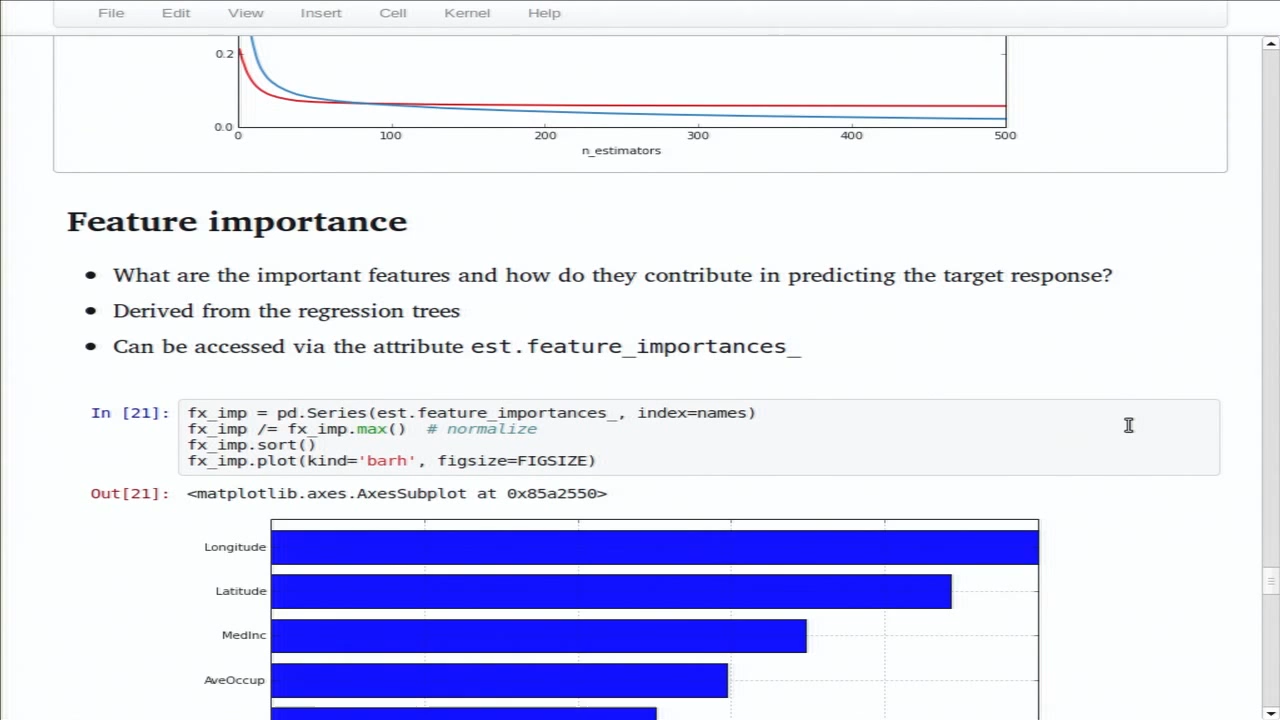 File Edit View Insert Cell Kernel Help
0.2
0.0
0 100 200 300 400 500
n_estimators
Feature importance
• What are the important features and how do they contribute in predicting the target response?
• Derived from the regression trees
• Can be accessed via the attribute est.feature_importances_
In [21]: fx_imp = pd.Series(est.feature_importances_, index=names)
fx_imp /= fx_imp.max()  # normalize
fx_imp.sort()
fx_imp.plot(kind='barh', figsize=FIGSIZE)
Out[21]: <matplotlib.axes.AxesSubplot at 0x85a2550>
Longitude
Latitude
MedInc
AveOccup